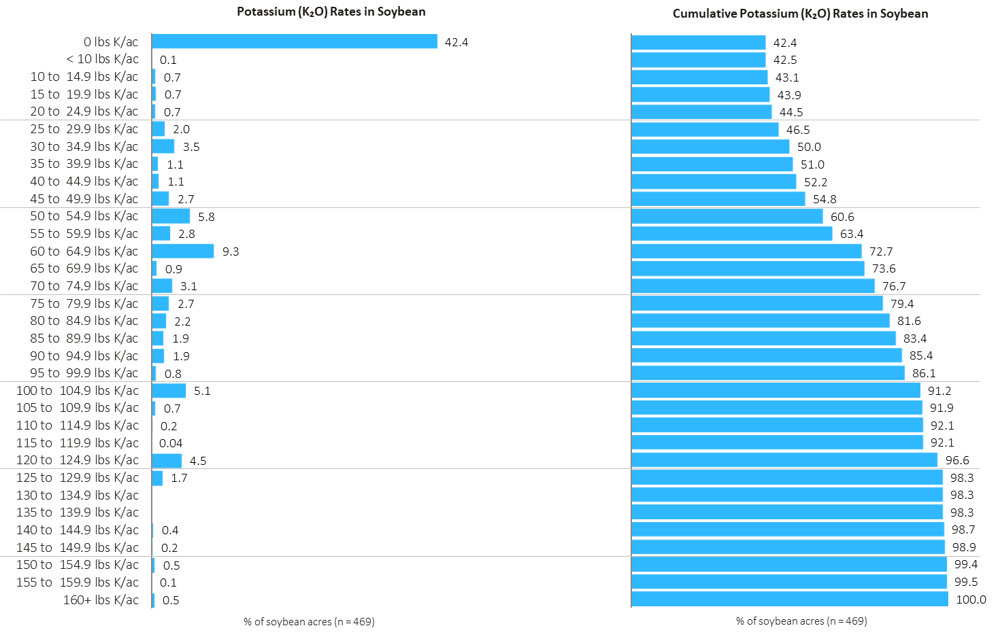 Potassium (K₂O) Rates in Soybean
Cumulative Potassium (K₂O) Rates in Soybean
0 lbs K/ac 42.4 42.4
< 10 lbs K/ac 0.1 42.5
10 to 14.9 lbs K/ac 0.7 43.1
15 to 19.9 lbs K/ac 0.7 43.9
20 to 24.9 lbs K/ac 0.7 44.5
25 to 29.9 lbs K/ac 2.0 46.5
30 to 34.9 lbs K/ac 3.5 50.0
35 to 39.9 lbs K/ac 1.1 51.0
40 to 44.9 lbs K/ac 1.1 52.2
45 to 49.9 lbs K/ac 2.7 54.8
50 to 54.9 lbs K/ac 5.8 60.6
55 to 59.9 lbs K/ac 2.8 63.4
60 to 64.9 lbs K/ac 9.3 72.7
65 to 69.9 lbs K/ac 0.9 73.6
70 to 74.9 lbs K/ac 3.1 76.7
75 to 79.9 lbs K/ac 2.7 79.4
80 to 84.9 lbs K/ac 2.2 81.6
85 to 89.9 lbs K/ac 1.9 83.4
90 to 94.9 lbs K/ac 1.9 85.4
95 to 99.9 lbs K/ac 0.8 86.1
100 to 104.9 lbs K/ac 5.1 91.2
105 to 109.9 lbs K/ac 0.7 91.9
110 to 114.9 lbs K/ac 0.2 92.1
115 to 119.9 lbs K/ac 0.04 92.1
120 to 124.9 lbs K/ac 4.5 96.6
125 to 129.9 lbs K/ac 1.7 98.3
130 to 134.9 lbs K/ac 98.3
135 to 139.9 lbs K/ac 98.3
140 to 144.9 lbs K/ac 0.4 98.7
145 to 149.9 lbs K/ac 0.2 98.9
150 to 154.9 lbs K/ac 0.5 99.4
155 to 159.9 lbs K/ac 0.1 99.5
160+ lbs K/ac 0.5 100.0
% of soybean acres (n = 469)
% of soybean acres (n = 469)